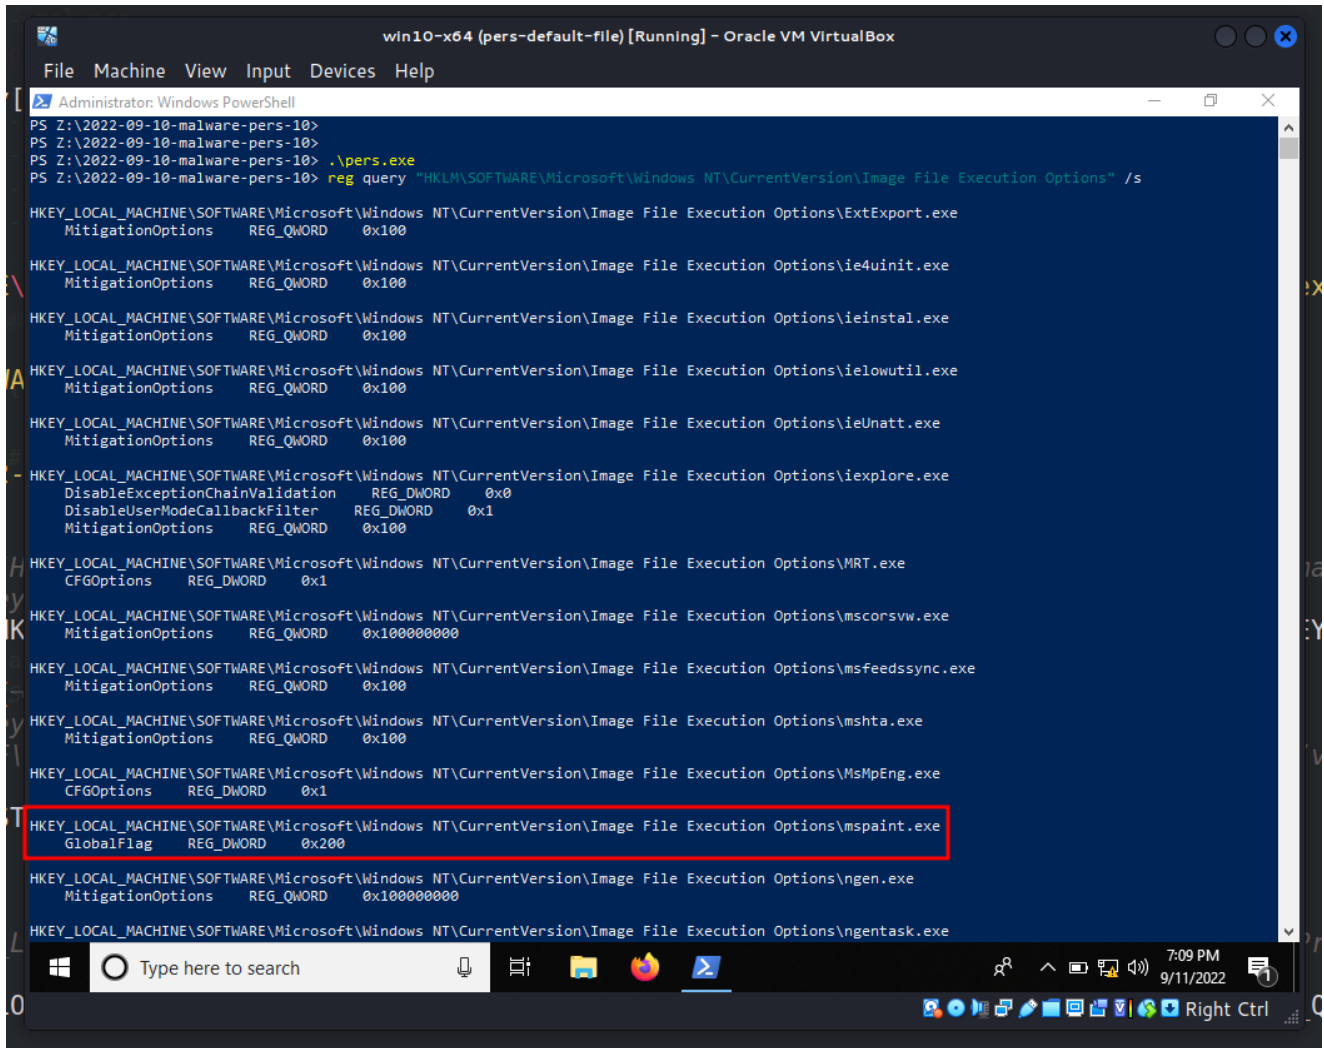 win10-x64 (pers-default-file) [Running] - Oracle VM VirtualBox
File Machine View Input Devices Help
Administrator: Windows PowerShell
PS Z:\2022-09-10-malware-pers-10>
PS Z:\2022-09-10-malware-pers-10>
PS Z:\2022-09-10-malware-pers-10> .\pers.exe
PS Z:\2022-09-10-malware-pers-10> reg query "HKLM\SOFTWARE\Microsoft\Windows NT\CurrentVersion\Image File Execution Options" /s
HKEY_LOCAL_MACHINE\SOFTWARE\Microsoft\Windows NT\CurrentVersion\Image File Execution Options\ExtExport.exe
MitigationOptions REG_QWORD 0x100
HKEY_LOCAL_MACHINE\SOFTWARE\Microsoft\Windows NT\CurrentVersion\Image File Execution Options\ie4uinit.exe
MitigationOptions REG_QWORD 0x100
HKEY_LOCAL_MACHINE\SOFTWARE\Microsoft\Windows NT\CurrentVersion\Image File Execution Options\ieinstal.exe
MitigationOptions REG_QWORD 0x100
HKEY_LOCAL_MACHINE\SOFTWARE\Microsoft\Windows NT\CurrentVersion\Image File Execution Options\ielowutil.exe
MitigationOptions REG_QWORD 0x100
HKEY_LOCAL_MACHINE\SOFTWARE\Microsoft\Windows NT\CurrentVersion\Image File Execution Options\ieUnatt.exe
MitigationOptions REG_QWORD 0x100
HKEY_LOCAL_MACHINE\SOFTWARE\Microsoft\Windows NT\CurrentVersion\Image File Execution Options\iexplore.exe
DisableExceptionChainValidation REG_DWORD 0x0
DisableUserModeCallbackFilter REG_DWORD 0x1
MitigationOptions REG_QWORD 0x100
HKEY_LOCAL_MACHINE\SOFTWARE\Microsoft\Windows NT\CurrentVersion\Image File Execution Options\MRT.exe
CFGOptions REG_DWORD 0x1
HKEY_LOCAL_MACHINE\SOFTWARE\Microsoft\Windows NT\CurrentVersion\Image File Execution Options\mscorsvw.exe
MitigationOptions REG_QWORD 0x100000000
HKEY_LOCAL_MACHINE\SOFTWARE\Microsoft\Windows NT\CurrentVersion\Image File Execution Options\msfeedssync.exe
MitigationOptions REG_QWORD 0x100
HKEY_LOCAL_MACHINE\SOFTWARE\Microsoft\Windows NT\CurrentVersion\Image File Execution Options\mshta.exe
MitigationOptions REG_QWORD 0x100
HKEY_LOCAL_MACHINE\SOFTWARE\Microsoft\Windows NT\CurrentVersion\Image File Execution Options\MsMpEng.exe
CFGOptions REG_DWORD 0x1
HKEY_LOCAL_MACHINE\SOFTWARE\Microsoft\Windows NT\CurrentVersion\Image File Execution Options\mspaint.exe
GlobalFlag REG_DWORD 0x200
HKEY_LOCAL_MACHINE\SOFTWARE\Microsoft\Windows NT\CurrentVersion\Image File Execution Options\ngen.exe
MitigationOptions REG_QWORD 0x100000000
HKEY_LOCAL_MACHINE\SOFTWARE\Microsoft\Windows NT\CurrentVersion\Image File Execution Options\ngentask.exe
Type here to search
7:09 PM
9/11/2022
1
Right Ctrl